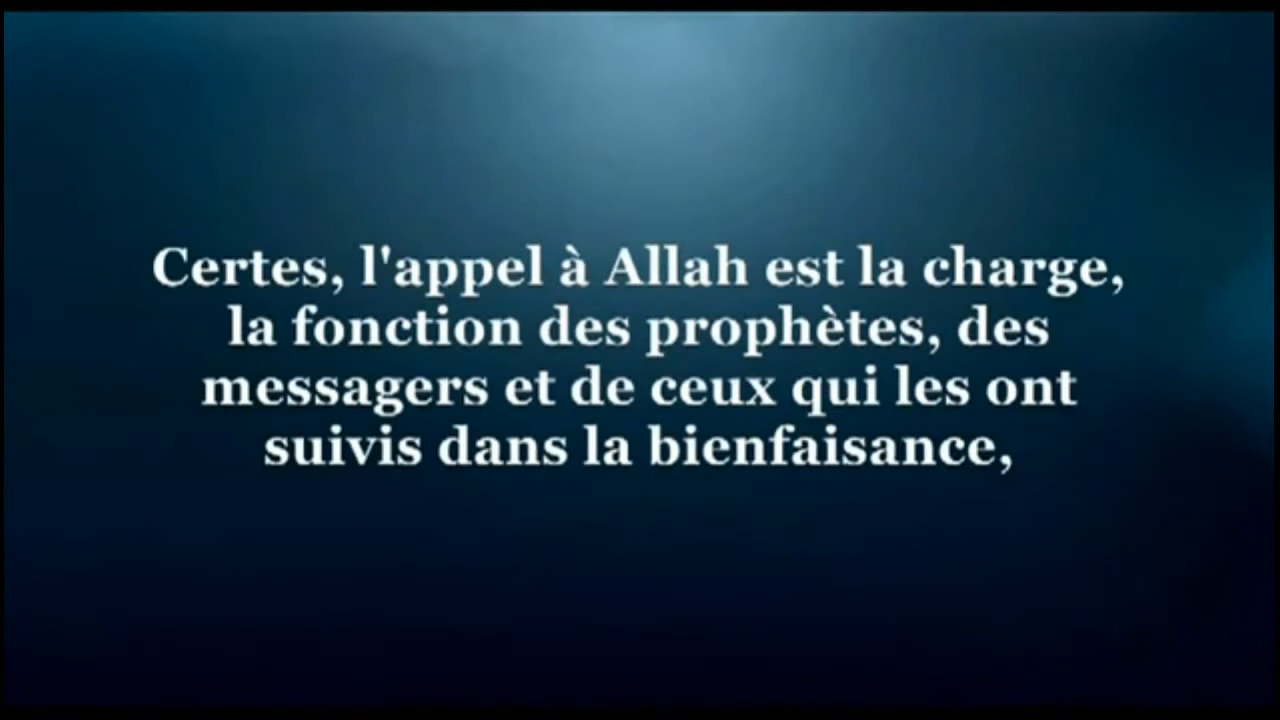 Certes, l'appel à Allah est la charge,
la fonction des prophètes, des
messagers et de ceux qui les ont
suivis dans la bienfaisance,